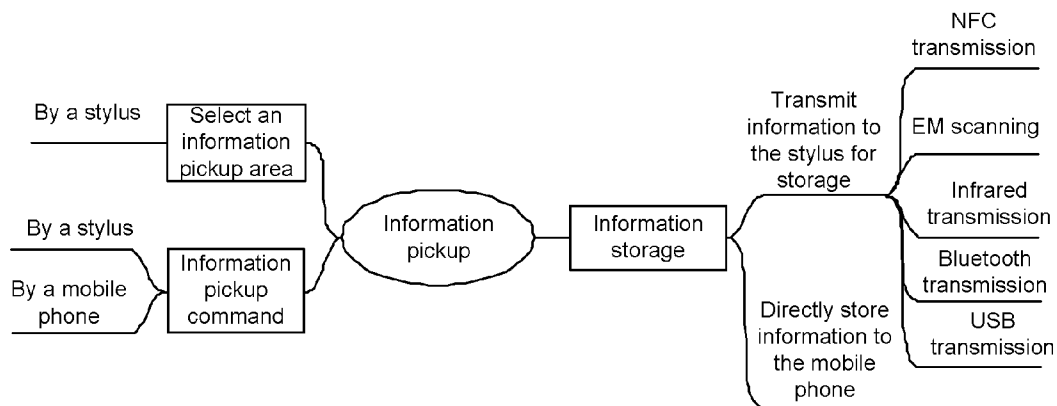 By a stylus
Select an
information
pickup area
By a stylus
By a mobile
phone
Information
pickup
command
Information
pickup
Information
storage
Transmit
information to
the stylus for
storage
Directly store
information to
the mobile
phone
NFC
transmission
EM scanning
Infrared
transmission
Bluetooth
transmission
USB
transmission